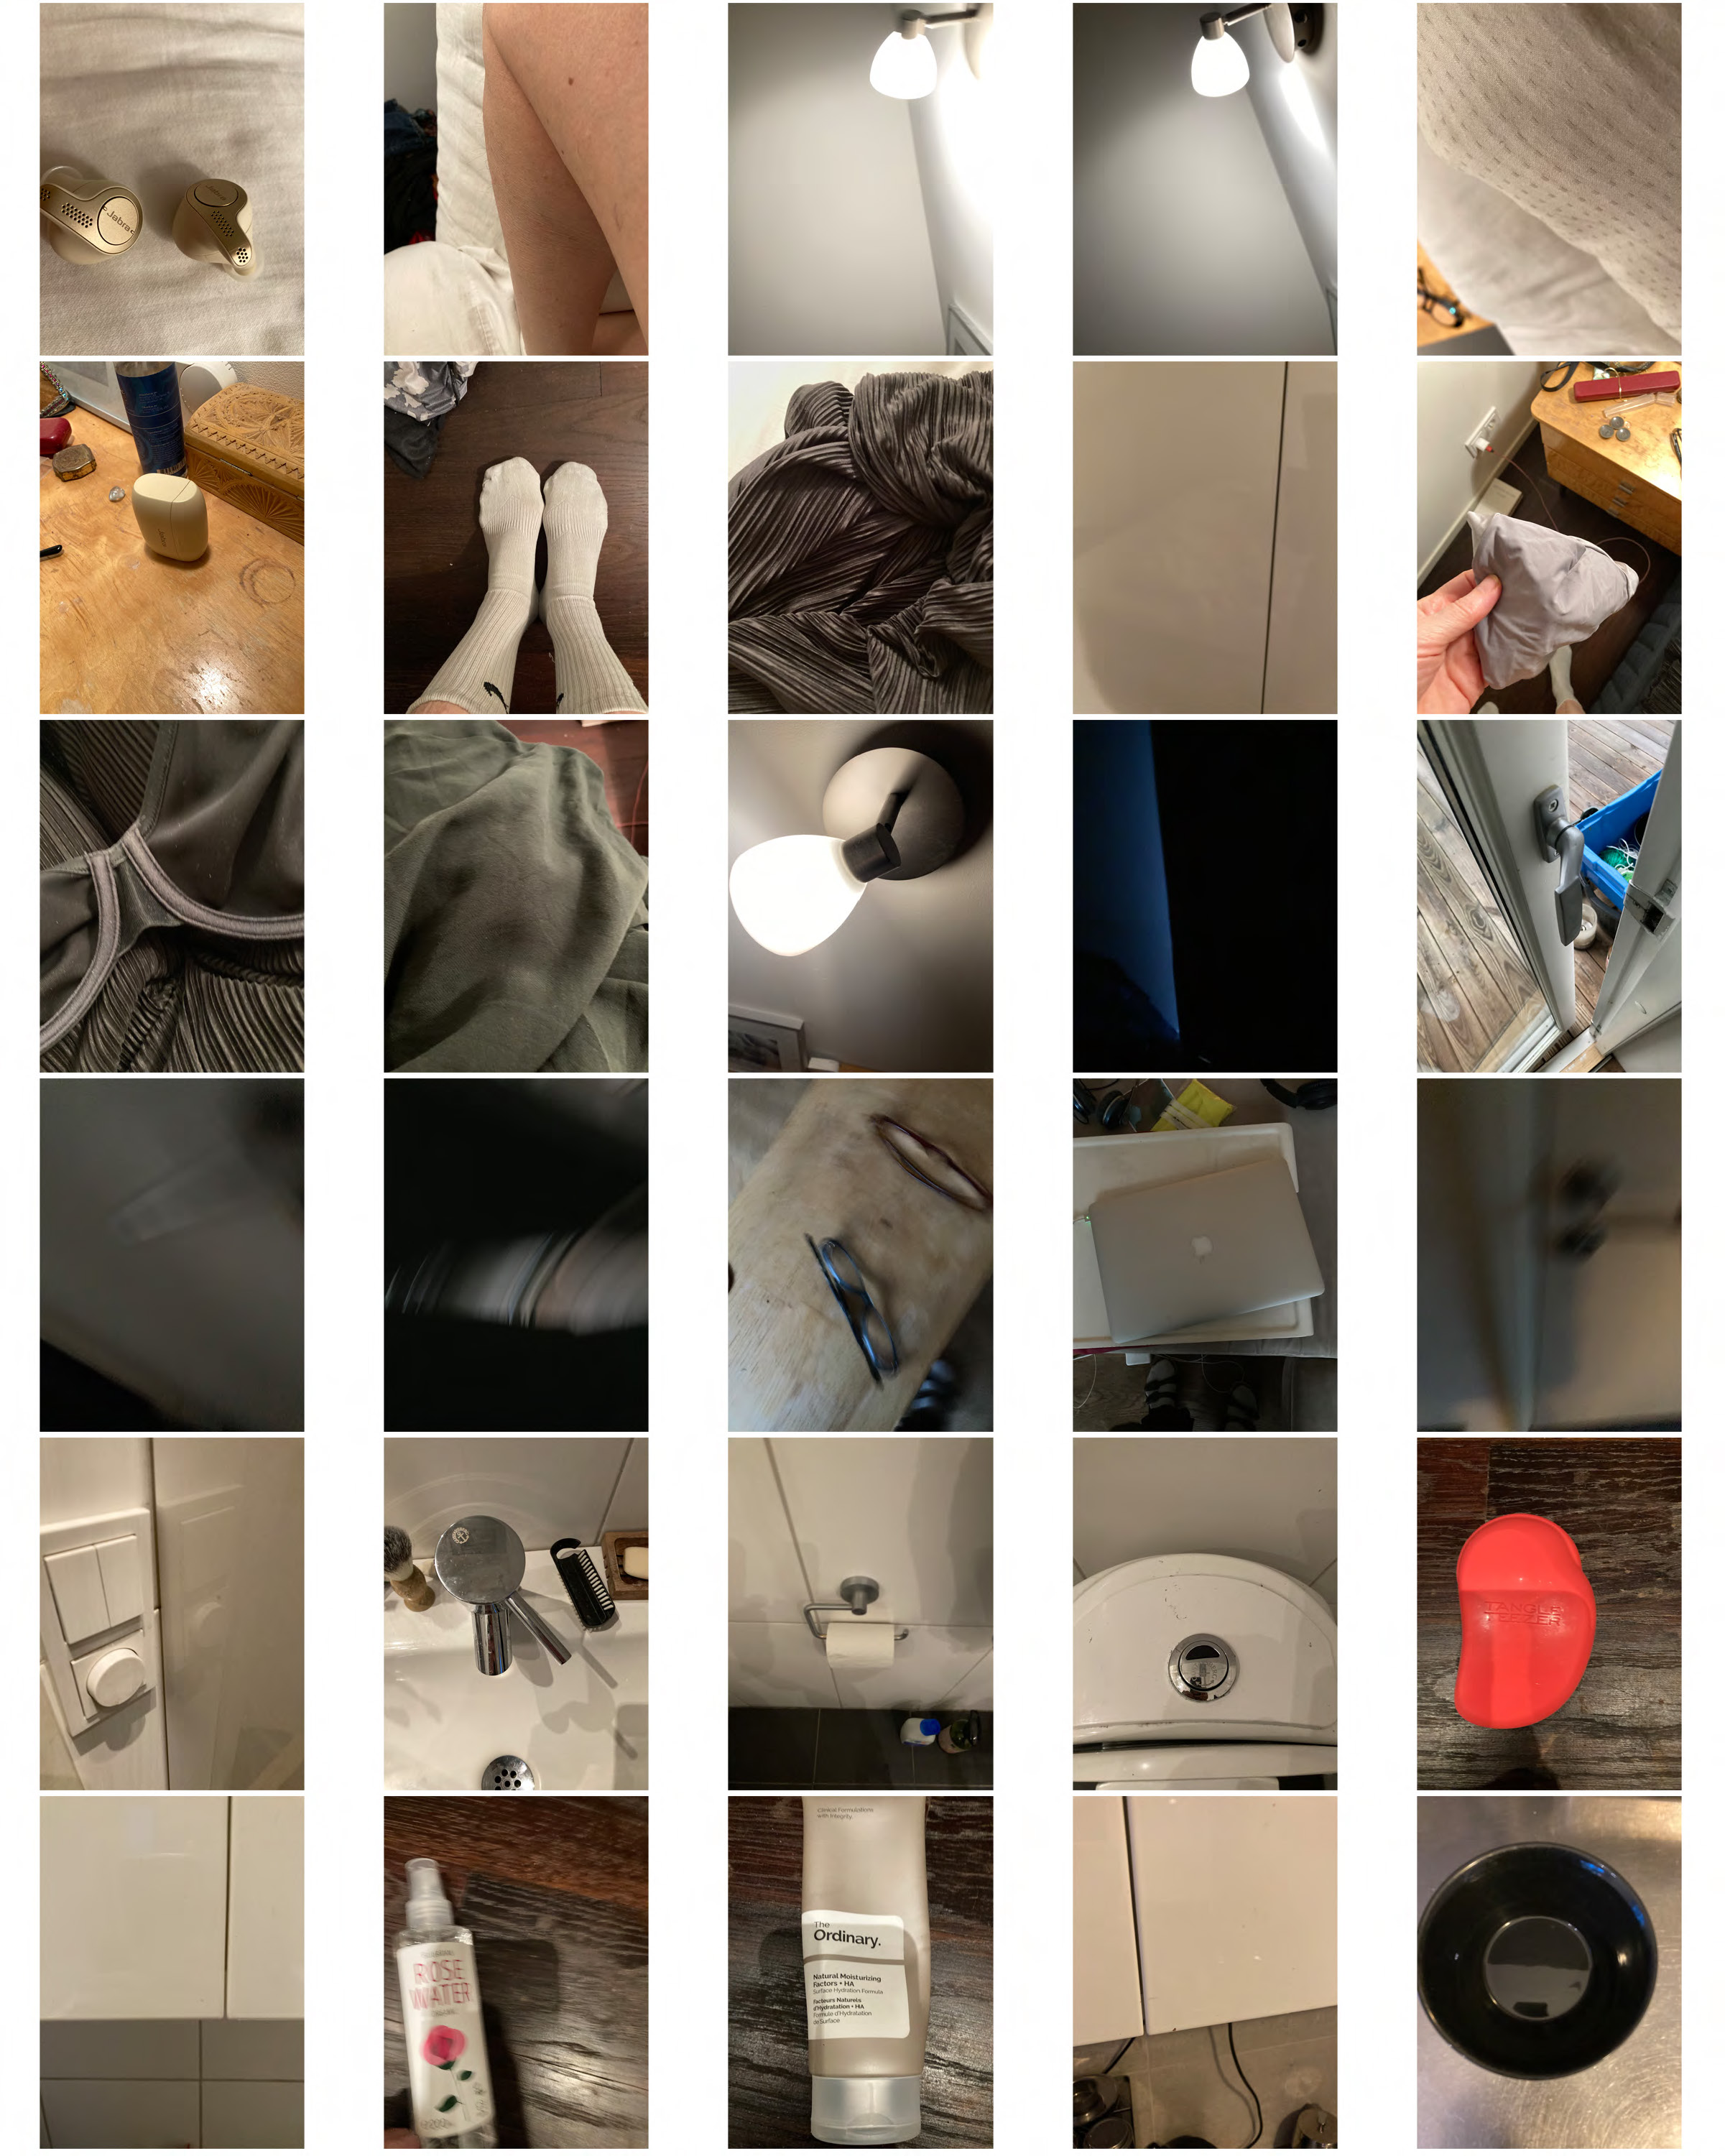 Jabra
Jabra
TANGLE
TEEZER
ROSE
WATER
Clinical Formulations
with Integrity.
The
Ordinary.
Natural Moisturizing
Factors + HA
Surface Hydration Formula
Facteurs Naturels
d'Hydratation + HA
Formule d'Hydratation
de Surface